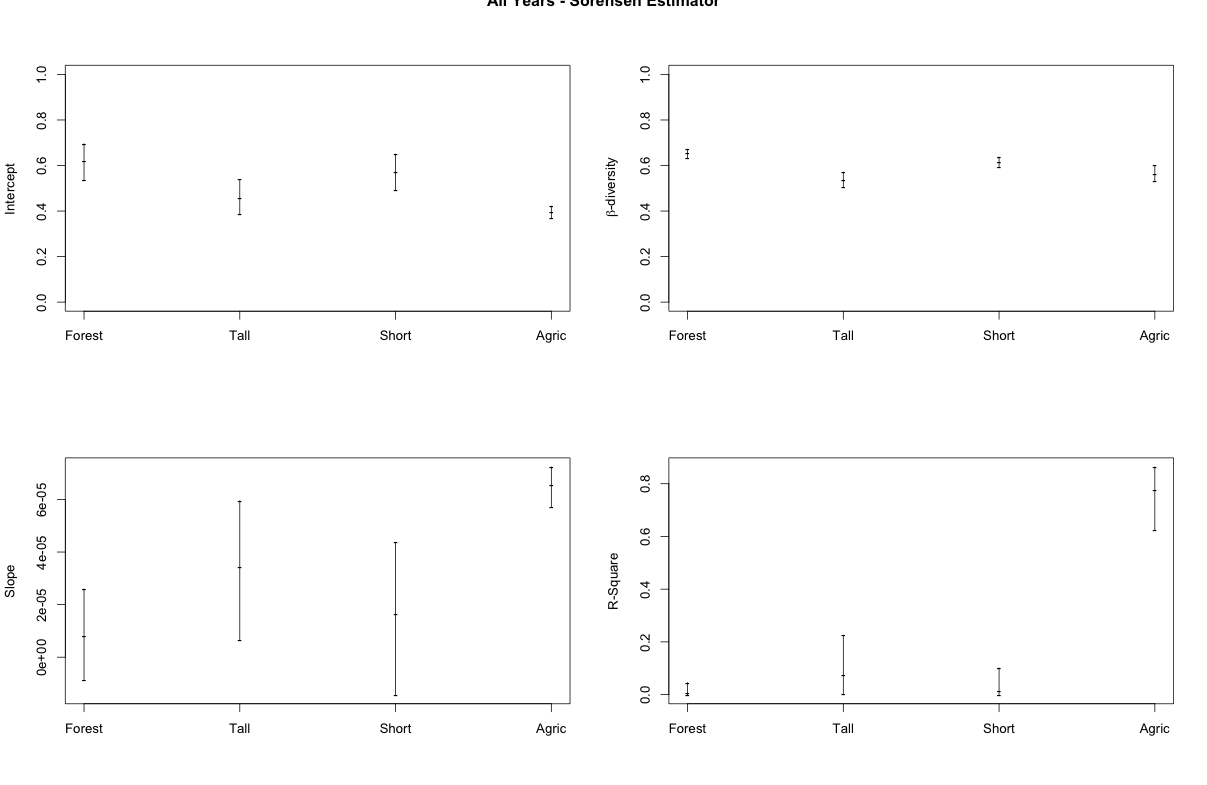 All Years - Sorensen Estimator
Intercept
0.0 0.2 0.4 0.6 0.8 1.0
Forest Tall Short Agric
β-diversity
0.0 0.2 0.4 0.6 0.8 1.0
Forest Tall Short Agric
Slope
0e+00 2e-05 4e-05 6e-05
Forest Tall Short Agric
R-Square
0.0 0.2 0.4 0.6 0.8
Forest Tall Short Agric